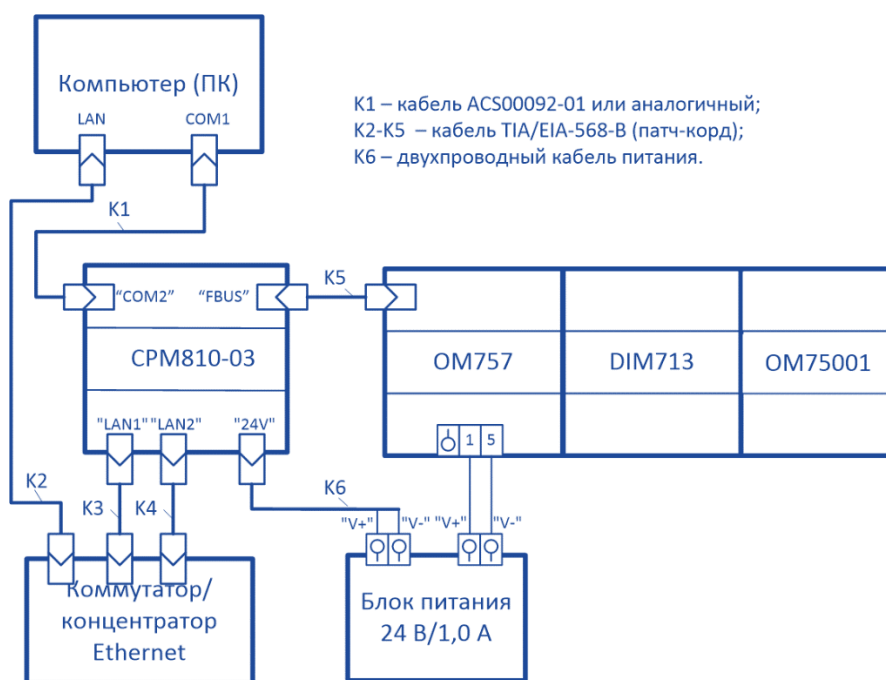 Компьютер (ПК)
LAN
COM1
K1 – кабель ACS00092-01 или аналогичный;
K2-K5 – кабель TIA/EIA-568-B (патч-корд);
K6 – двухпроводный кабель питания.
K1
“COM2”
“FBUS”
K5
CPM810-03
OM757
DIM713
OM75001
"LAN1"
"LAN2"
"24V"
1
5
K2
K3
K4
K6
"V+"
"V-"
"V+"
"V-"
Коммутатор/
концентратор
Ethernet
Блок питания
24 В/1,0 А